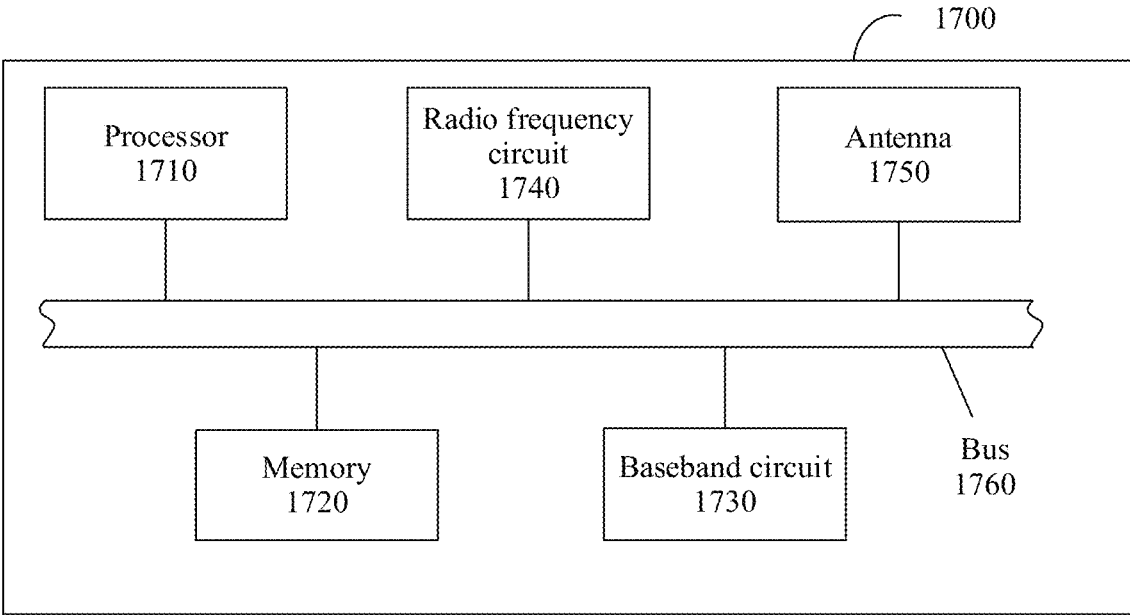 1700
Processor
1710
Radio frequency
circuit
1740
Antenna
1750
Memory
1720
Baseband circuit
1730
Bus
1760